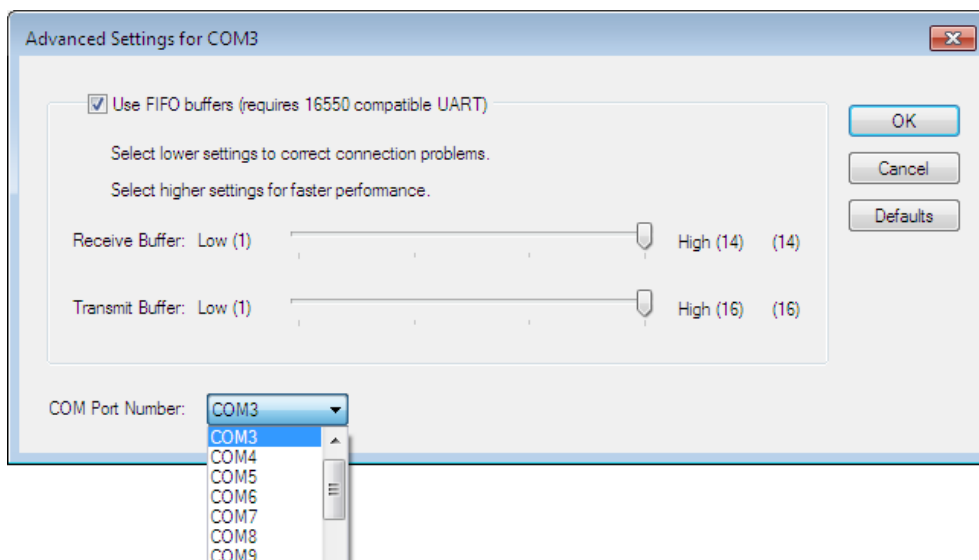 Advanced Settings for COM3
Use FIFO buffers (requires 16550 compatible UART)
OK
Select lower settings to correct connection problems.
Cancel
Select higher settings for faster performance.
Defaults
Receive Buffer: Low (1) High (14) (14)
Transmit Buffer: Low (1) High (16) (16)
COM Port Number: COM3
COM3
COM4
COM5
COM6
COM7
COM8
COM9